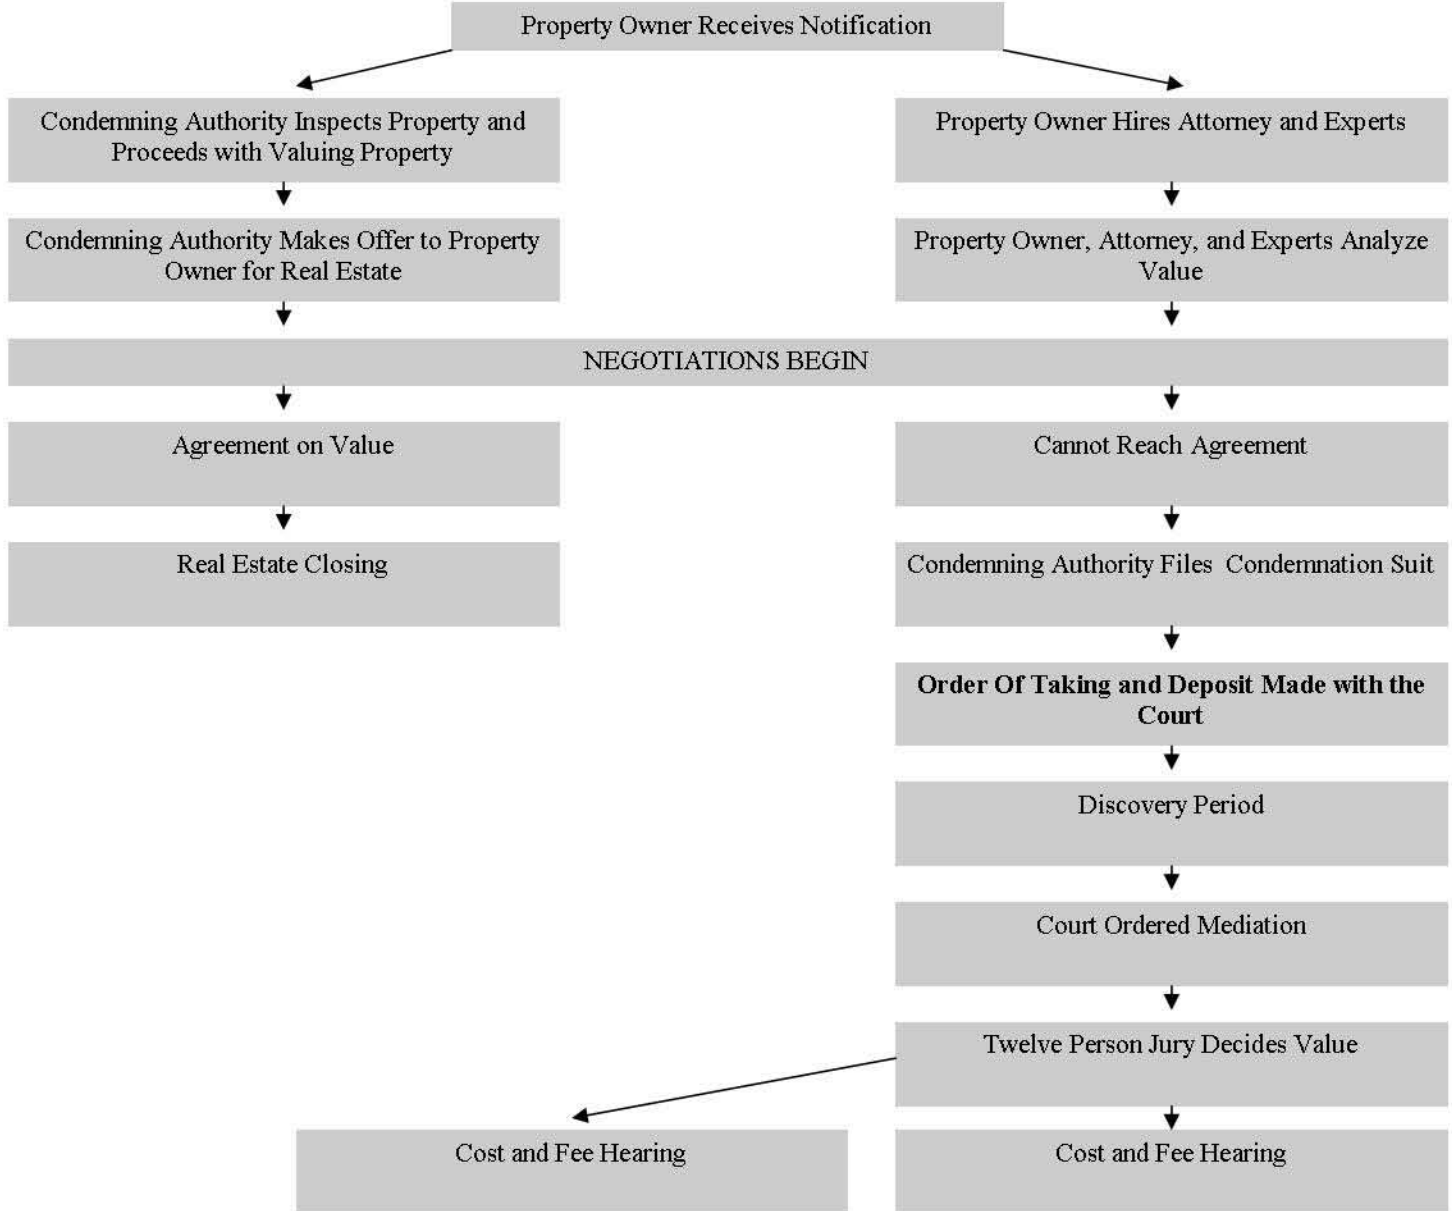 Property Owner Receives Notification
Condemning Authority Inspects Property and
Proceeds with Valuing Property
Property Owner Hires Attorney and Experts
Condemning Authority Makes Offer to Property
Owner for Real Estate
Property Owner, Attorney, and Experts Analyze
Value
NEGOTIATIONS BEGIN
Agreement on Value
Cannot Reach Agreement
Real Estate Closing
Condemning Authority Files Condemnation Suit
Order Of Taking and Deposit Made with the
Court
Discovery Period
Court Ordered Mediation
Twelve Person Jury Decides Value
Cost and Fee Hearing
Cost and Fee Hearing